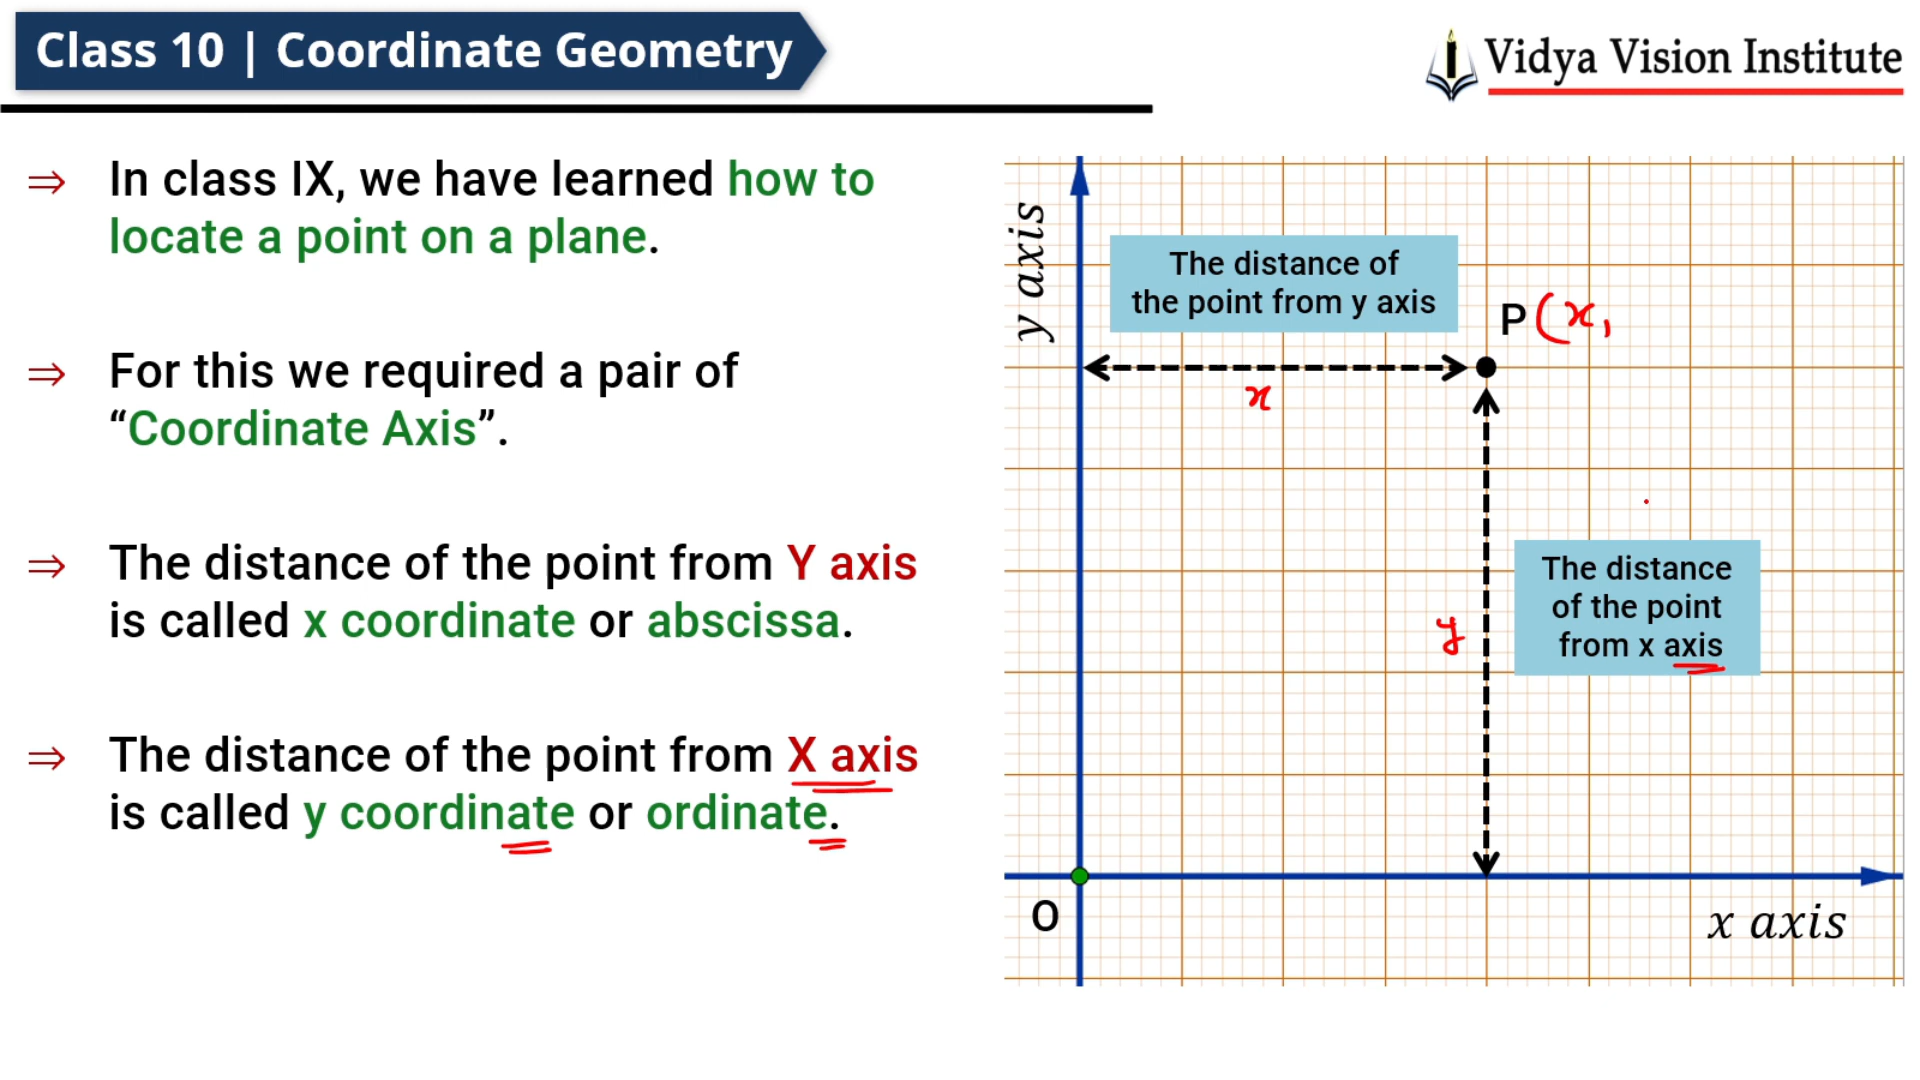 Class 10 | Coordinate Geometry
Vidya Vision Institute
⇒ In class IX, we have learned how to
locate a point on a plane.
⇒ For this we required a pair of
“Coordinate Axis”.
⇒ The distance of the point from Y axis
is called x coordinate or abscissa.
⇒ The distance of the point from X axis
is called y coordinate or ordinate.
y axis
The distance of
the point from y axis
P (x,
x
The distance
of the point
from x axis
y
O
x axis